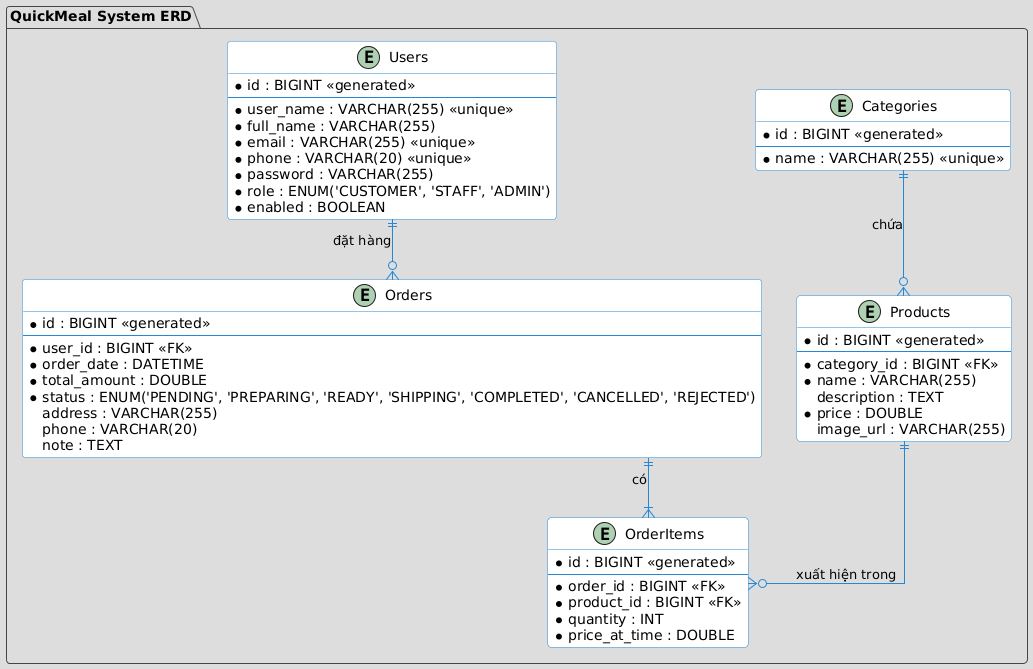 QuickMeal System ERD
E Users
id : BIGINT «generated»
user_name : VARCHAR(255) «unique»
full_name : VARCHAR(255)
email : VARCHAR(255) «unique»
phone : VARCHAR(20) «unique»
password : VARCHAR(255)
role : ENUM('CUSTOMER', 'STAFF', 'ADMIN')
enabled : BOOLEAN
E Categories
id : BIGINT «generated»
name : VARCHAR(255) «unique»
đặt hàng
chứa
E Orders
id : BIGINT «generated»
user_id : BIGINT «FK»
order_date : DATETIME
total_amount : DOUBLE
status : ENUM('PENDING', 'PREPARING', 'READY', 'SHIPPING', 'COMPLETED', 'CANCELLED', 'REJECTED')
address : VARCHAR(255)
phone : VARCHAR(20)
note : TEXT
E Products
id : BIGINT «generated»
category_id : BIGINT «FK»
name : VARCHAR(255)
description : TEXT
price : DOUBLE
image_url : VARCHAR(255)
có
E OrderItems
id : BIGINT «generated»
order_id : BIGINT «FK»
product_id : BIGINT «FK»
quantity : INT
price_at_time : DOUBLE
xuất hiện trong